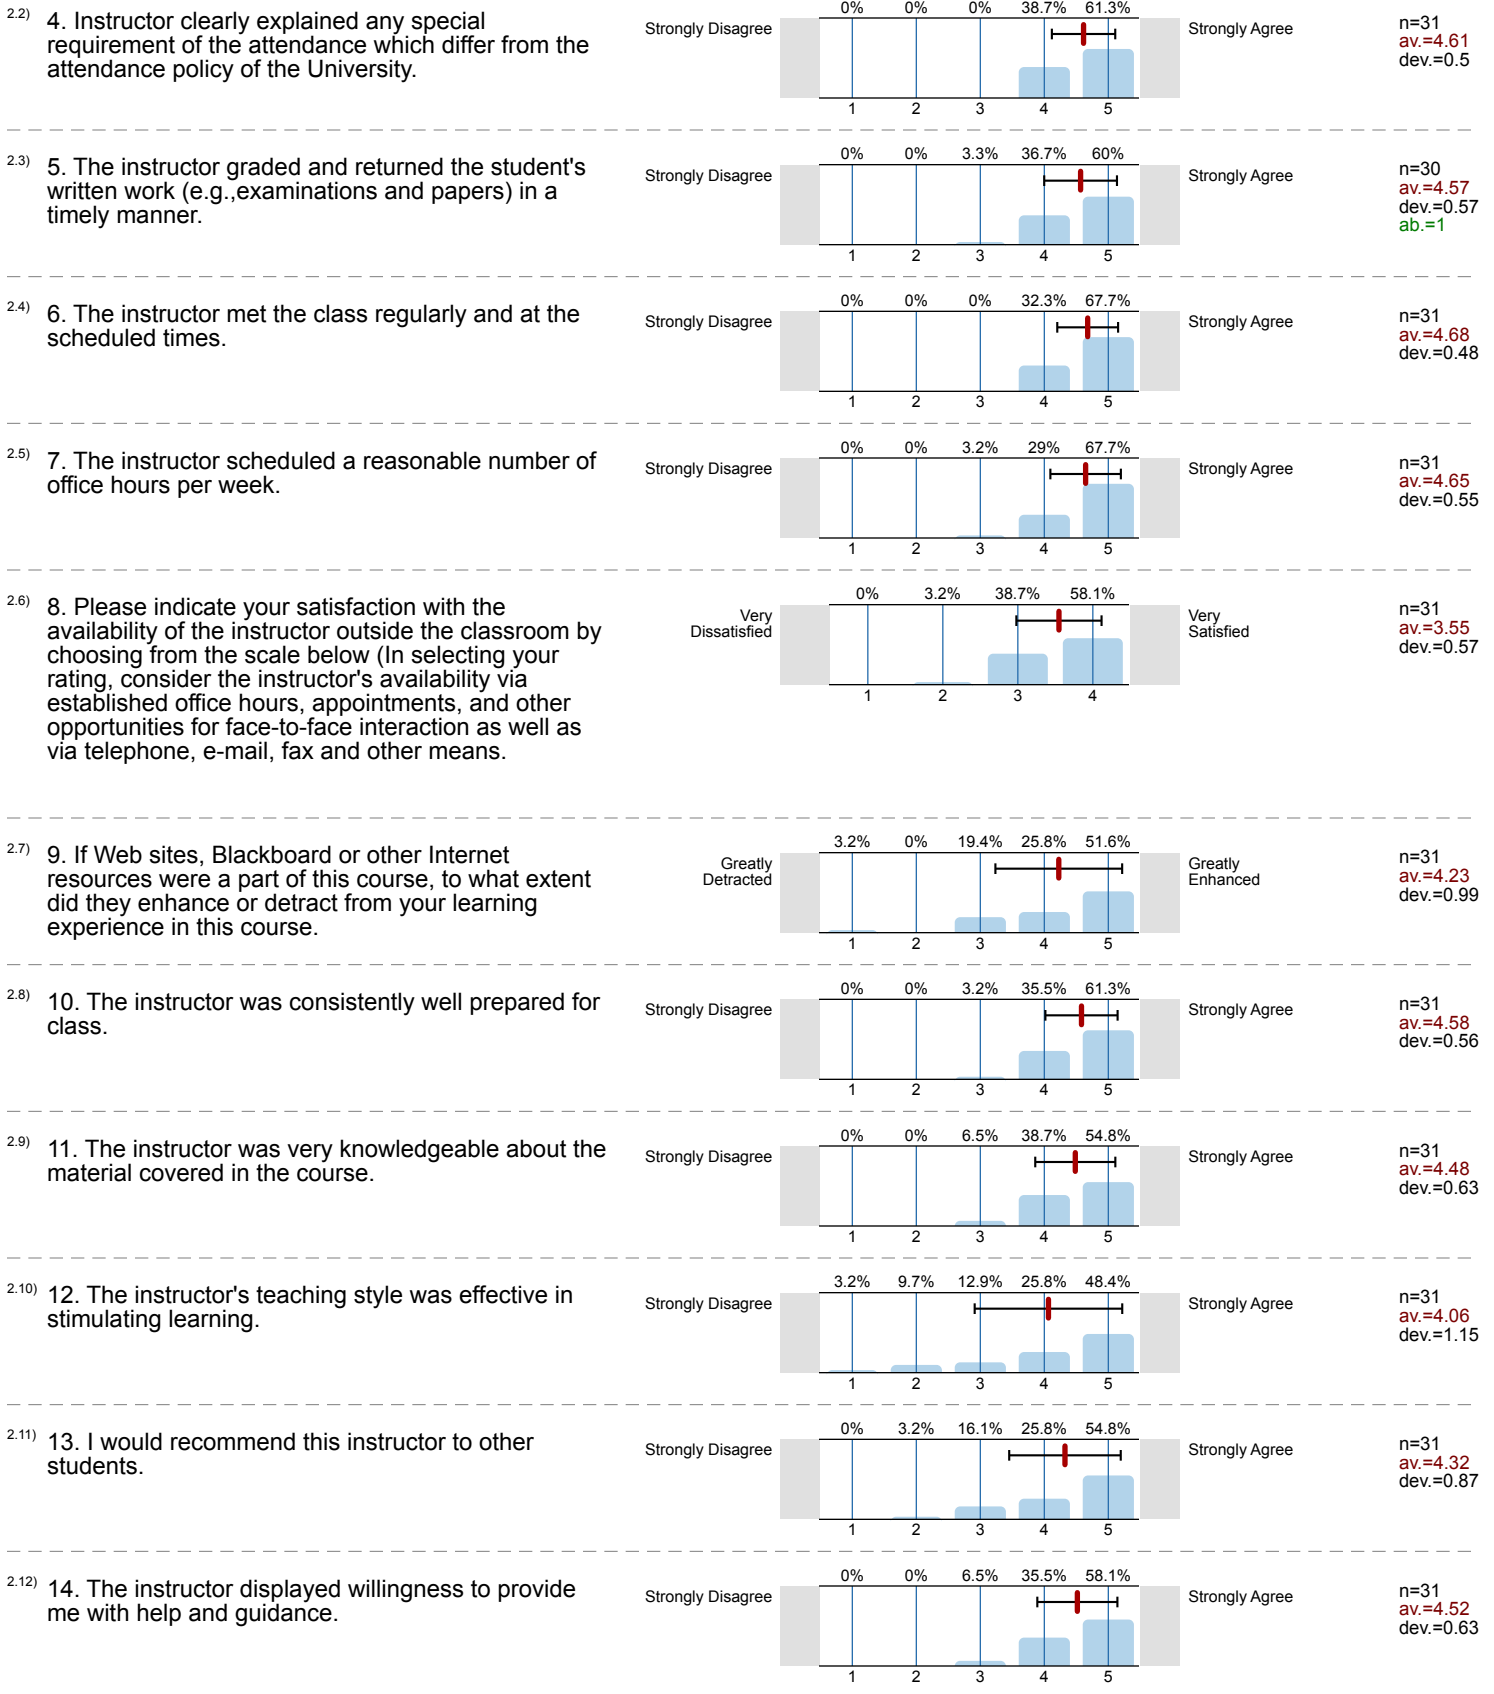 2.2) 4. Instructor clearly explained any special
requirement of the attendance which differ from the
attendance policy of the University.
Strongly Disagree
0% 0% 0% 38.7% 61.3%
1 2 3 4 5
Strongly Agree
n=31
av.=4.61
dev.=0.5
2.3) 5. The instructor graded and returned the student's
written work (e.g.,examinations and papers) in a
timely manner.
Strongly Disagree
0% 0% 3.3% 36.7% 60%
1 2 3 4 5
Strongly Agree
n=30
av.=4.57
dev.=0.57
ab.=1
2.4) 6. The instructor met the class regularly and at the
scheduled times.
Strongly Disagree
0% 0% 0% 32.3% 67.7%
1 2 3 4 5
Strongly Agree
n=31
av.=4.68
dev.=0.48
2.5) 7. The instructor scheduled a reasonable number of
office hours per week.
Strongly Disagree
0% 0% 3.2% 29% 67.7%
1 2 3 4 5
Strongly Agree
n=31
av.=4.65
dev.=0.55
2.6) 8. Please indicate your satisfaction with the
availability of the instructor outside the classroom by
choosing from the scale below (In selecting your
rating, consider the instructor's availability via
established office hours, appointments, and other
opportunities for face-to-face interaction as well as
via telephone, e-mail, fax and other means.
Very
Dissatisfied
0% 3.2% 38.7% 58.1%
1 2 3 4
Very
Satisfied
n=31
av.=3.55
dev.=0.57
2.7) 9. If Web sites, Blackboard or other Internet
resources were a part of this course, to what extent
did they enhance or detract from your learning
experience in this course.
Greatly
Detracted
3.2% 0% 19.4% 25.8% 51.6%
1 2 3 4 5
Greatly
Enhanced
n=31
av.=4.23
dev.=0.99
2.8) 10. The instructor was consistently well prepared for
class.
Strongly Disagree
0% 0% 3.2% 35.5% 61.3%
1 2 3 4 5
Strongly Agree
n=31
av.=4.58
dev.=0.56
2.9) 11. The instructor was very knowledgeable about the
material covered in the course.
Strongly Disagree
0% 0% 6.5% 38.7% 54.8%
1 2 3 4 5
Strongly Agree
n=31
av.=4.48
dev.=0.63
2.10) 12. The instructor's teaching style was effective in
stimulating learning.
Strongly Disagree
3.2% 9.7% 12.9% 25.8% 48.4%
1 2 3 4 5
Strongly Agree
n=31
av.=4.06
dev.=1.15
2.11) 13. I would recommend this instructor to other
students.
Strongly Disagree
0% 3.2% 16.1% 25.8% 54.8%
1 2 3 4 5
Strongly Agree
n=31
av.=4.32
dev.=0.87
2.12) 14. The instructor displayed willingness to provide
me with help and guidance.
Strongly Disagree
0% 0% 6.5% 35.5% 58.1%
1 2 3 4 5
Strongly Agree
n=31
av.=4.52
dev.=0.63